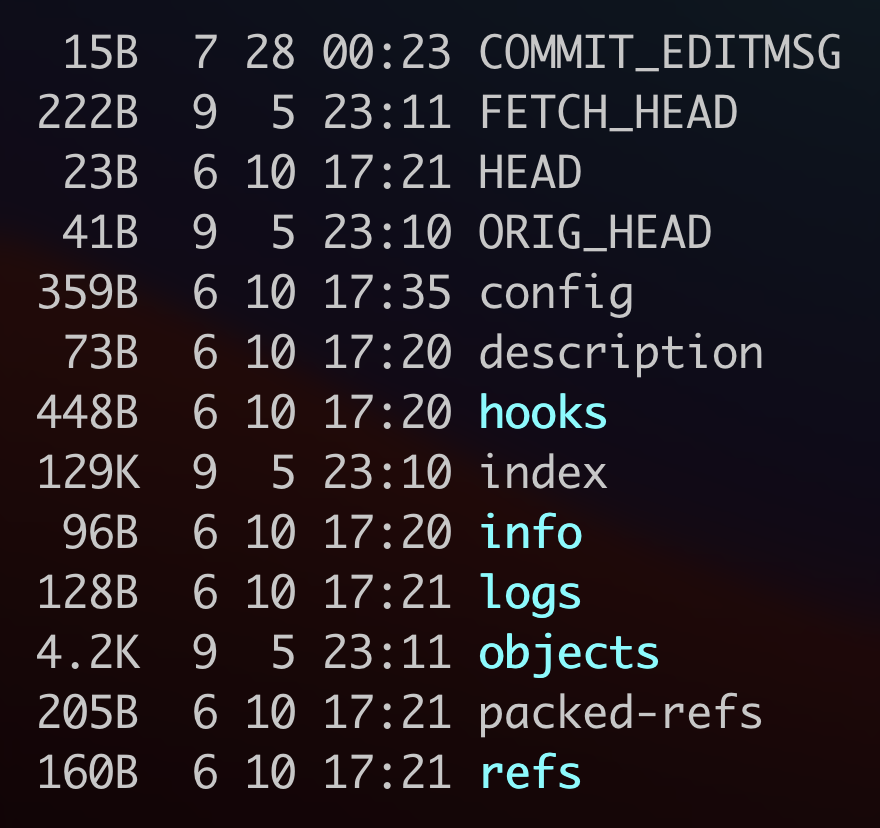 15B 7 28 00:23 COMMIT_EDITMSG
222B 9 5 23:11 FETCH_HEAD
23B 6 10 17:21 HEAD
41B 9 5 23:10 ORIG_HEAD
359B 6 10 17:35 config
73B 6 10 17:20 description
448B 6 10 17:20 hooks
129K 9 5 23:10 index
96B 6 10 17:20 info
128B 6 10 17:21 logs
4.2K 9 5 23:11 objects
205B 6 10 17:21 packed-refs
160B 6 10 17:21 refs